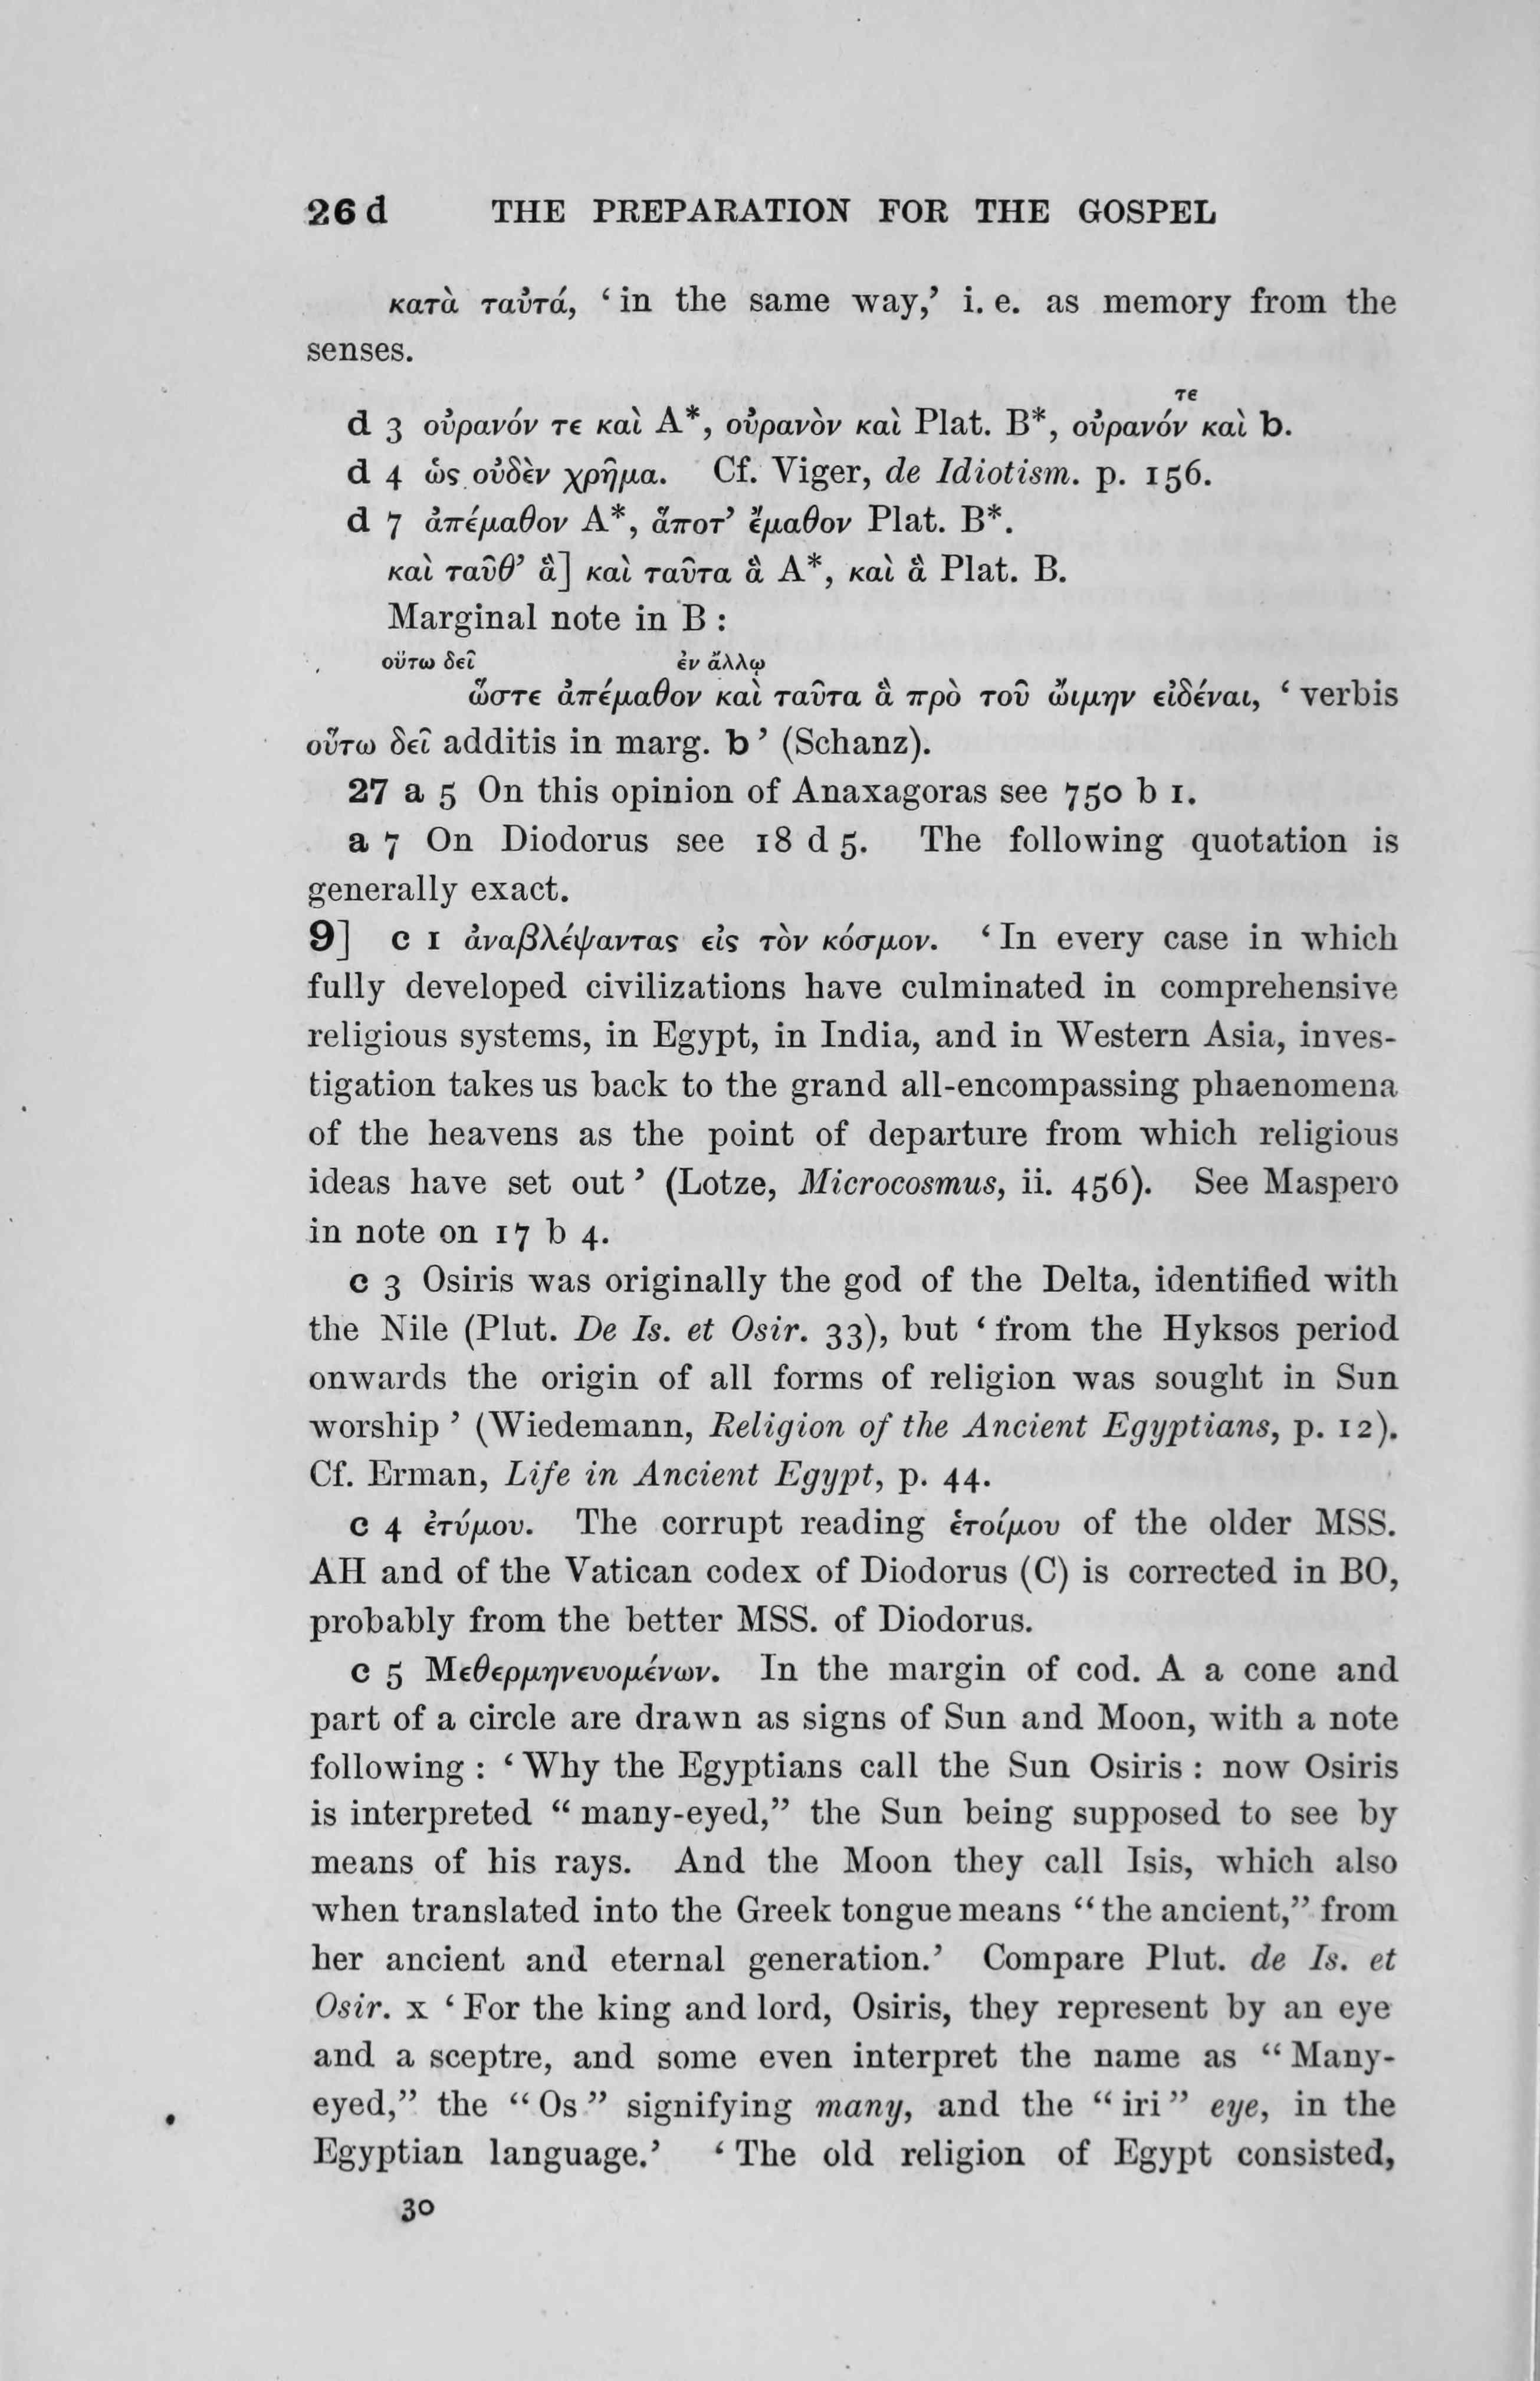 26 d THE PREPARATION FOR THE GOSPEL
κατὰ ταὐτά, ‘ in the same way,’ i. e. as memory from the
senses.
τε
d 3 οὐρανόν τε καὶ A*, οὐρανὸν καὶ Plat. B*, οὐρανόν καὶ b.
d 4 ὡς οὐδὲν χρῆμα. Cf. Viger, de Idiotism. p. 156.
d 7 ἀπέμαθον A*, ἅποτ’ ἔμαθον Plat. B*.
καὶ ταῦθ’ ἃ] καὶ ταῦτα ἃ A*, καὶ ἃ Plat. B.
Marginal note in B :
οὕτω δεῖ ἐν ἄλλῳ
ὥστε ἀπέμαθον καὶ ταῦτα ἃ πρὸ τοῦ ᾤιμην εἰδέναι, ‘ verbis
οὕτω δεῖ additis in marg. b ’ (Schanz).
27 a 5 On this opinion of Anaxagoras see 750 b 1.
a 7 On Diodorus see 18 d 5. The following quotation is
generally exact.
9] c 1 ἀναβλέψαντας εἰς τὸν κόσμον. ‘ In every case in which
fully developed civilizations have culminated in comprehensive
religious systems, in Egypt, in India, and in Western Asia, inves-
tigation takes us back to the grand all-encompassing phaenomena
of the heavens as the point of departure from which religious
ideas have set out ’ (Lotze, Microcosmus, ii. 456). See Maspero
in note on 17 b 4.
c 3 Osiris was originally the god of the Delta, identified with
the Nile (Plut. De Is. et Osir. 33), but ‘ from the Hyksos period
onwards the origin of all forms of religion was sought in Sun
worship ’ (Wiedemann, Religion of the Ancient Egyptians, p. 12).
Cf. Erman, Life in Ancient Egypt, p. 44.
c 4 ἐτύμου. The corrupt reading ἑτοίμου of the older MSS.
AH and of the Vatican codex of Diodorus (C) is corrected in BO,
probably from the better MSS. of Diodorus.
c 5 Μεθερμηνευομένων. In the margin of cod. A a cone and
part of a circle are drawn as signs of Sun and Moon, with a note
following : ‘ Why the Egyptians call the Sun Osiris : now Osiris
is interpreted “ many-eyed,” the Sun being supposed to see by
means of his rays. And the Moon they call Isis, which also
when translated into the Greek tongue means “the ancient,” from
her ancient and eternal generation.’ Compare Plut. de Is. et
Osir. x ‘ For the king and lord, Osiris, they represent by an eye
and a sceptre, and some even interpret the name as “ Many-
eyed,” the “ Os ” signifying many, and the “ iri ” eye, in the
Egyptian language.’ ‘ The old religion of Egypt consisted,
30